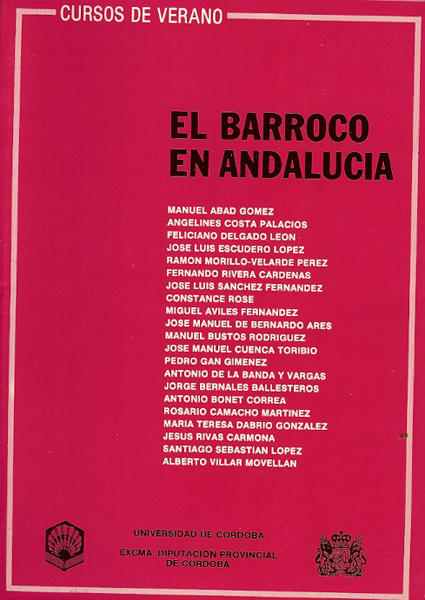 CURSOS DE VERANO
EL BARROCO
EN ANDALUCIA
MANUEL ABAD GOMEZ
ANGELINES COSTA PALACIOS
FELICIANO DELGADO LEON
JOSE LUIS ESCUDERO LOPEZ
RAMON MORILLO-VELARDE PEREZ
FERNANDO RIVERA CARDENAS
JOSE LUIS SANCHEZ FERNANDEZ
CONSTANCE ROSE
MIGUEL AVILES FERNANDEZ
JOSE MANUEL DE BERNARDO ARES
MANUEL BUSTOS RODRIGUEZ
JOSE MANUEL CUENCA TORIBIO
PEDRO GAN GIMENEZ
ANTONIO DE LA BANDA Y VARGAS
JORGE BERNALES BALLESTEROS
ANTONIO BONET CORREA
ROSARIO CAMACHO MARTINEZ
MARIA TERESA DABRIO GONZALEZ
JESUS RIVAS CARMONA
SANTIAGO SEBASTIAN LOPEZ
ALBERTO VILLAR MOVELLAN
UNIVERSIDAD DE CORDOBA
EXCMA. DIPUTACION PROVINCIAL
DE CORDOBA